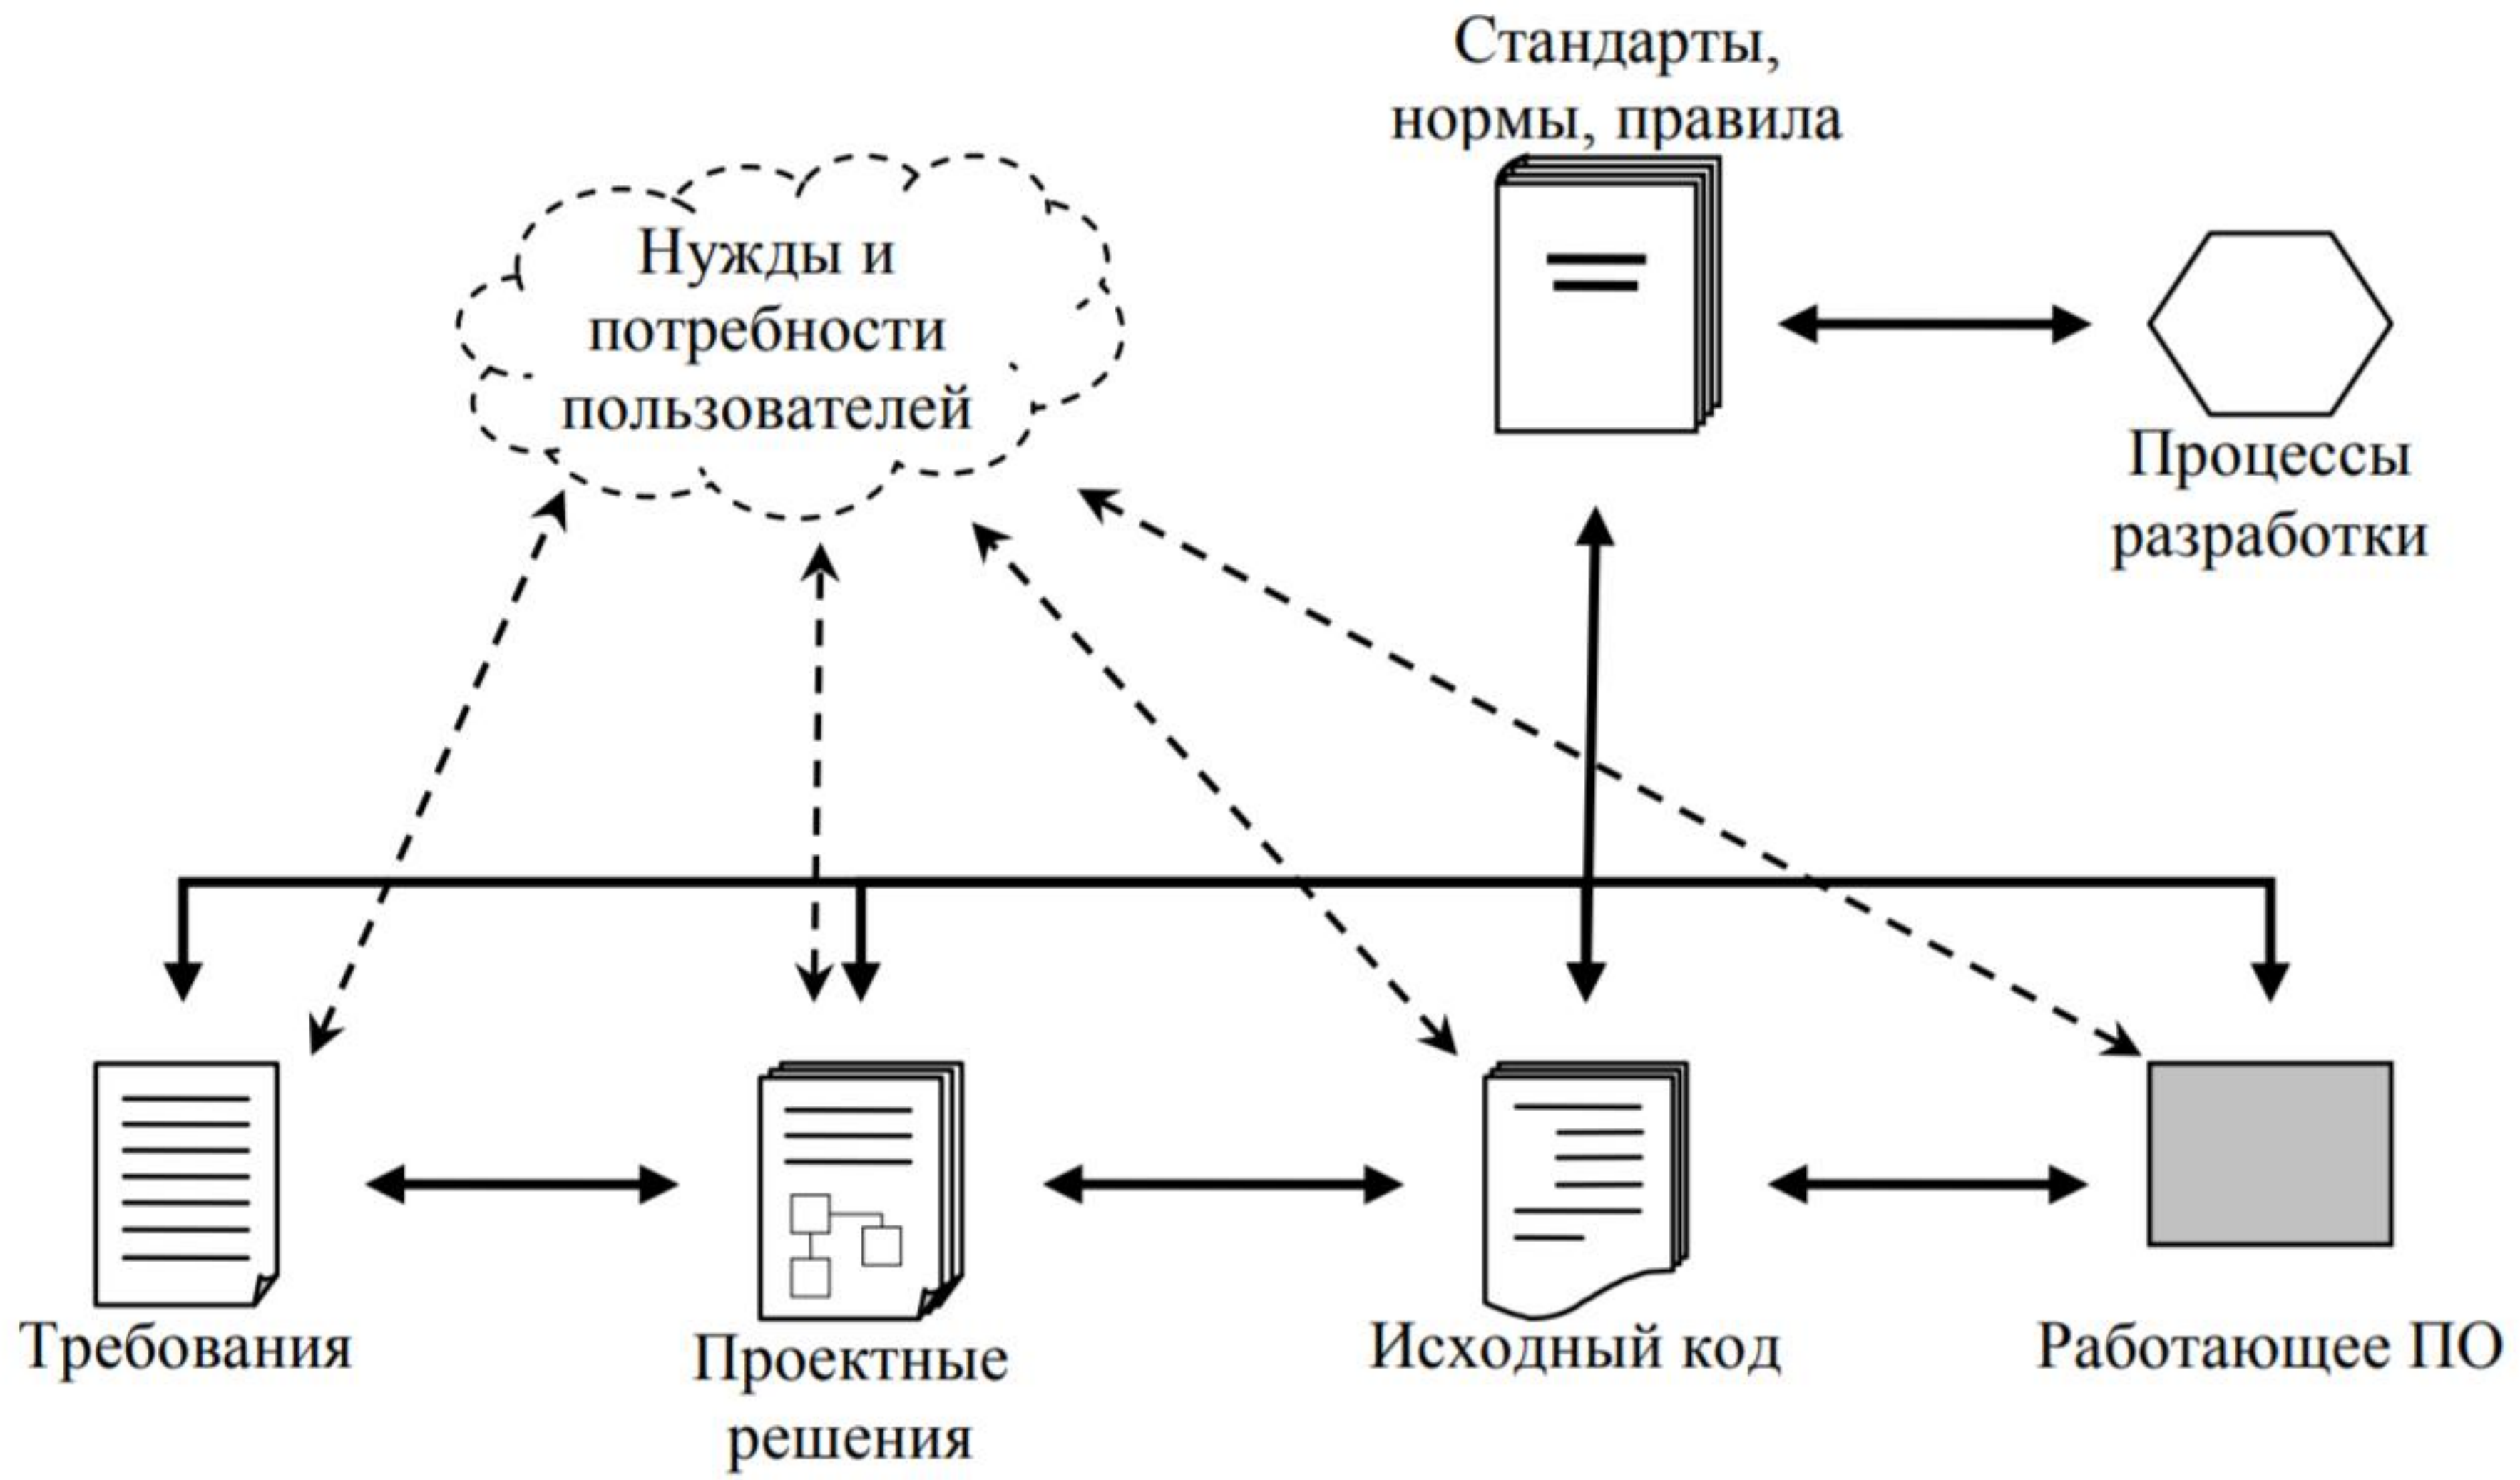 Стандарты,
нормы, правила
Нужды и
потребности
пользователей
Процессы
разработки
Требования
Проектные
решения
Исходный код
Работающее ПО